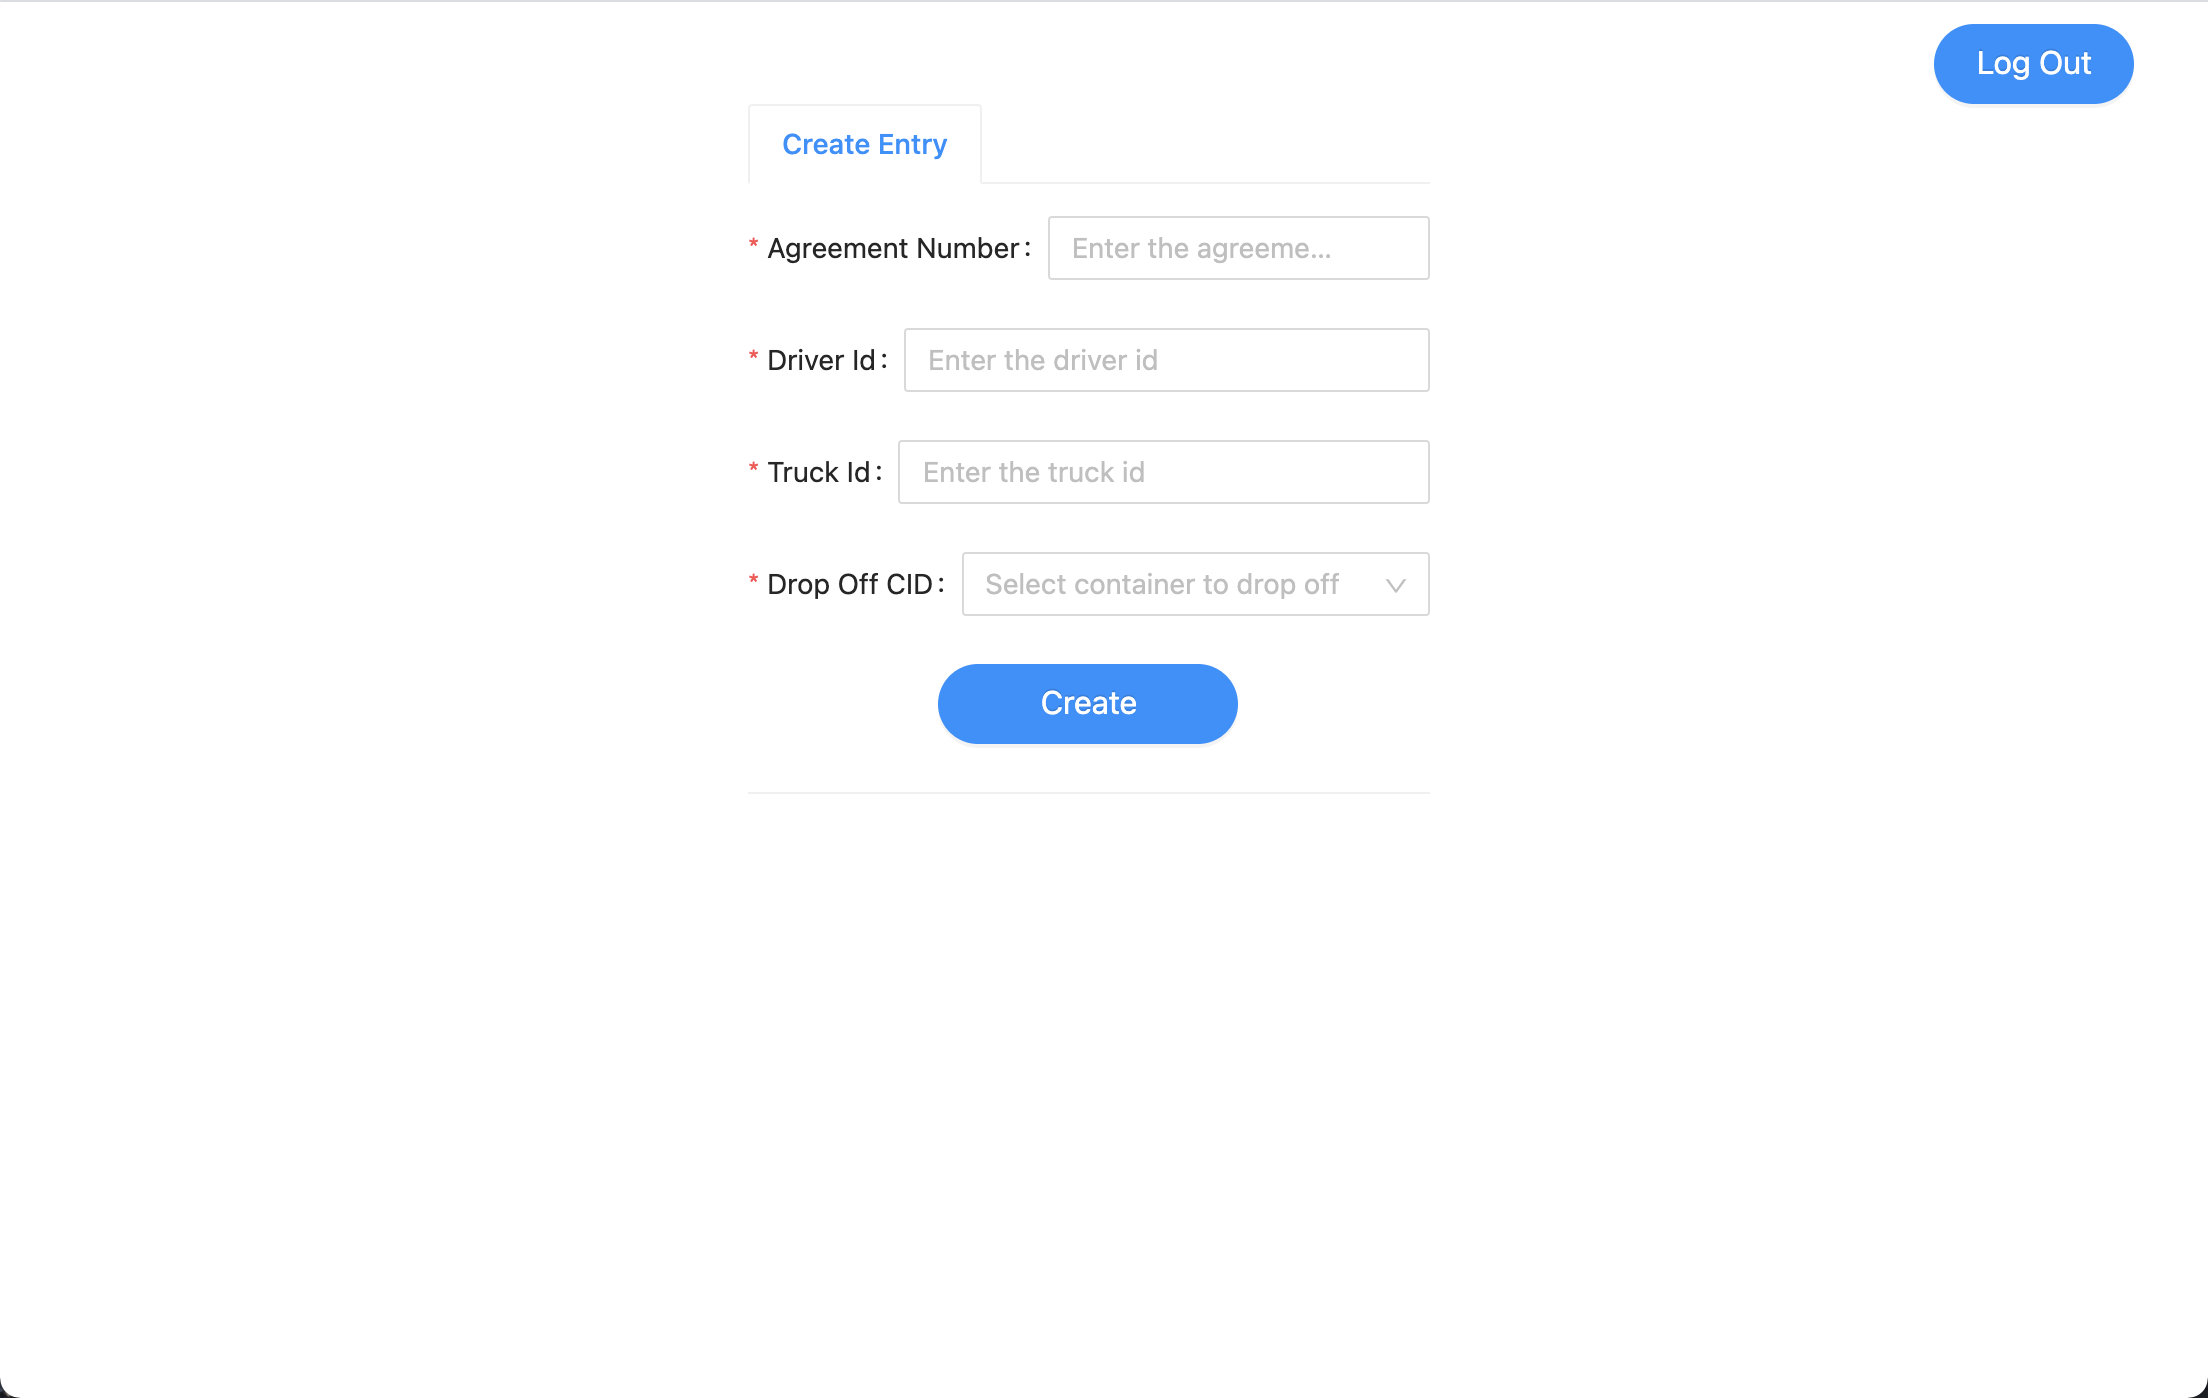 Log Out
Create Entry
* Agreement Number: Enter the agreeme...
* Driver Id: Enter the driver id
* Truck Id: Enter the truck id
* Drop Off CID: Select container to drop off
Create